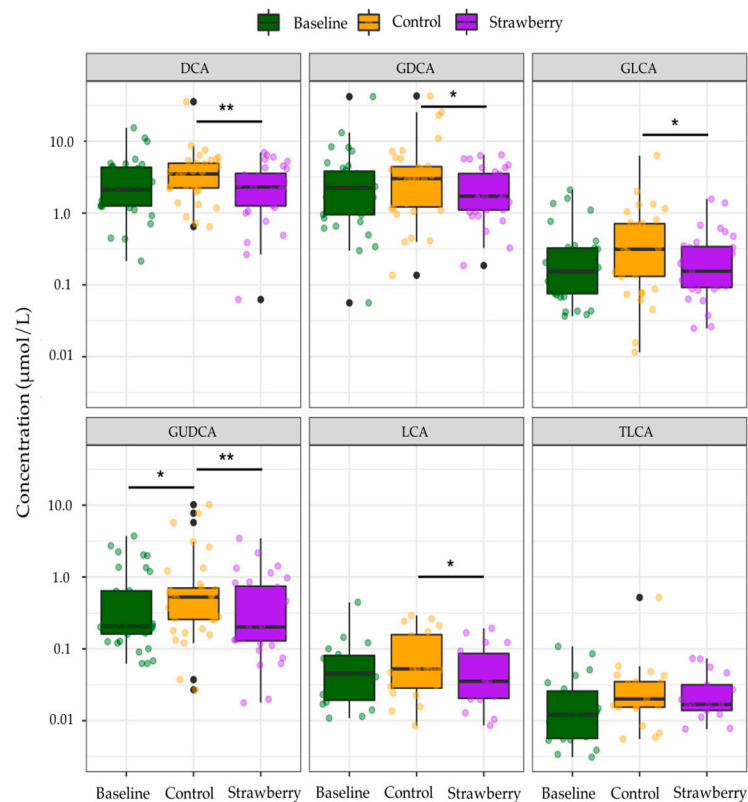 Baseline Control Strawberry
DCA GDCA GLCA
** * *
10.0
1.0
0.1
0.01
Concentration (µmol/L)
GUDCA LCA TLCA
* ** *
10.0
1.0
0.1
0.01
Baseline Control Strawberry Baseline Control Strawberry Baseline Control Strawberry